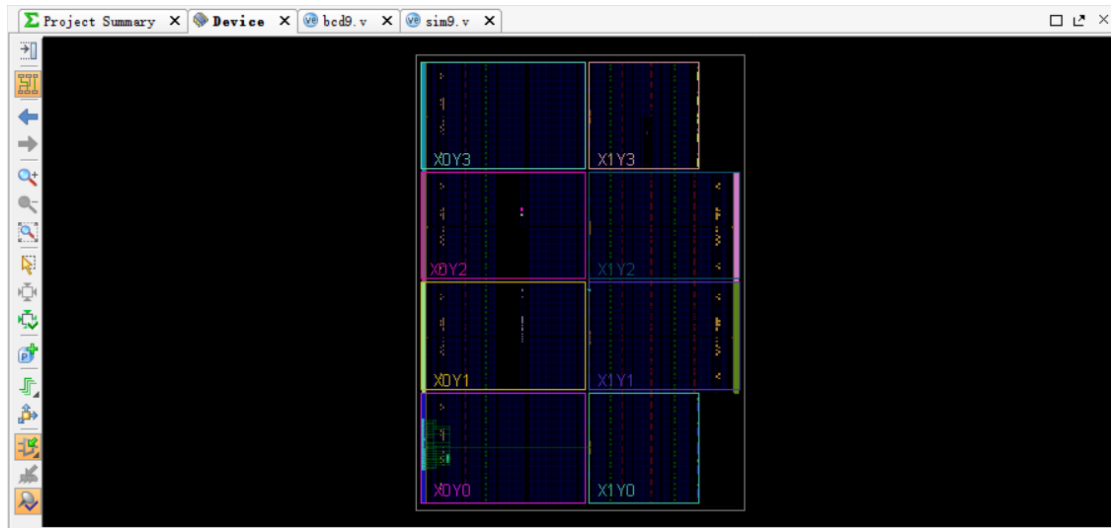 Project Summary Device bcd9.v sim9.v
X0Y3 X1Y3
X0Y2 X1Y2
X0Y1 X1Y1
X0Y0 X1Y0